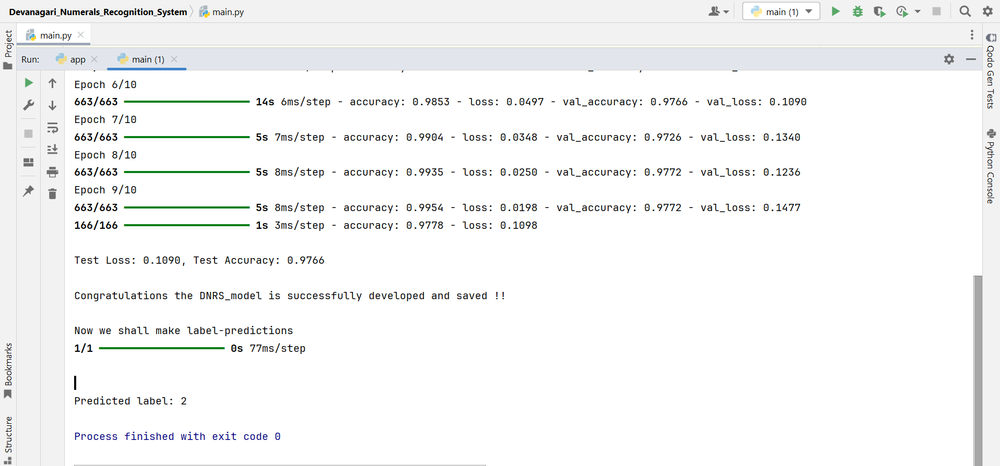 Devanagari_Numerals_Recognition_System
main.py
main (1)
main.py
Run:
app
main (1)
Epoch 6/10
663/663 14s 6ms/step - accuracy: 0.9853 - loss: 0.0497 - val_accuracy: 0.9766 - val_loss: 0.1090
Epoch 7/10
663/663 5s 7ms/step - accuracy: 0.9904 - loss: 0.0348 - val_accuracy: 0.9726 - val_loss: 0.1340
Epoch 8/10
663/663 5s 8ms/step - accuracy: 0.9935 - loss: 0.0250 - val_accuracy: 0.9772 - val_loss: 0.1236
Epoch 9/10
663/663 5s 8ms/step - accuracy: 0.9954 - loss: 0.0198 - val_accuracy: 0.9772 - val_loss: 0.1477
166/166 1s 3ms/step - accuracy: 0.9778 - loss: 0.1098
Test Loss: 0.1090, Test Accuracy: 0.9766
Congratulations the DNRS_model is successfully developed and saved !!
Now we shall make label-predictions
1/1 0s 77ms/step
Predicted label: 2
Process finished with exit code 0
Project
Bookmarks
Structure
Qodo Gen Tests
Python Console